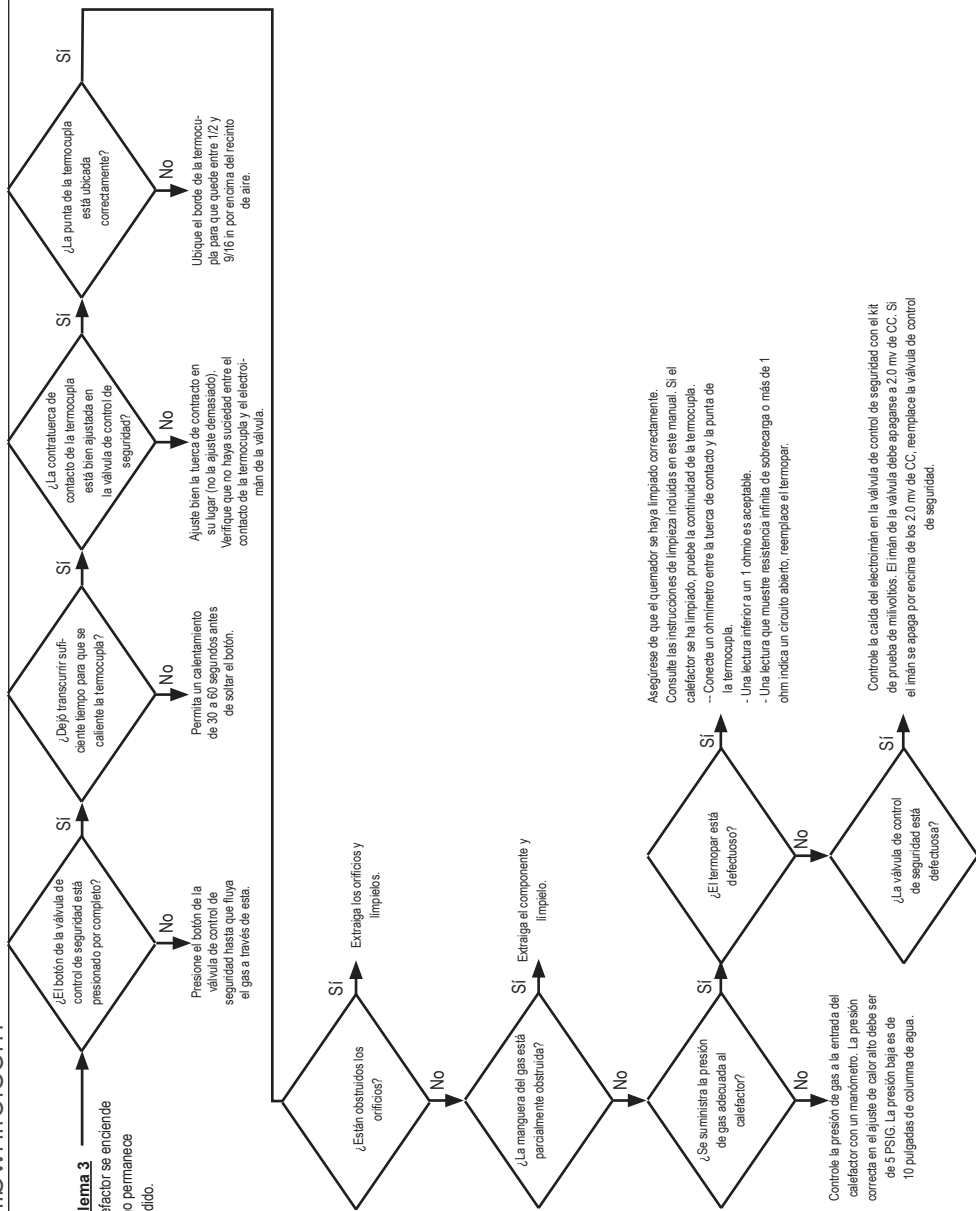 lema 3
efactor se enciende
o permanece
dido.
¿El botón de la válvula de
control de seguridad está
presionado por completo?
Sí
No
Presione el botón de la
válvula de control de
seguridad hasta que fluya
el gas a través de esta.
¿Dejó transcurrir sufi-
ciente tiempo para que se
caliente la termocupla?
Sí
No
Permita un calentamiento
de 30 a 60 segundos antes
de soltar el botón.
¿La contratuerca de
contacto de la termocupla
está bien ajustada en
la válvula de control de
seguridad?
Sí
No
Ajuste bien la tuerca de contracto en
su lugar (no la ajuste demasiado).
Verifique que no haya suciedad entre el
contacto de la termocupla y el electroi-
mán de la válvula.
¿La punta de la termocupla
está ubicada
correctamente?
Sí
No
Ubique el borde de la termocu-
pla para que quede entre 1/2 y
9/16 in por encima del recinto
de aire.
¿Están obstruidos los
orificios?
Sí
Extraiga los orificios y
límpielos.
No
¿La manguera del gas está
parcialmente obstruida?
Sí
Extraiga el componente y
límpielo.
No
¿Se suministra la presión
de gas adecuada al
calefactor?
Sí
No
Controle la presión de gas a la entrada del
calefactor con un manómetro. La presión
correcta en el ajuste de calor alto debe ser
de 5 PSIG. La presión baja es de
10 pulgadas de columna de agua.
¿El termopar está
defectuoso?
Sí
Asegúrese de que el quemador se haya limpiado correctamente.
Consulte las instrucciones de limpieza incluidas en este manual. Si el
calefactor se ha limpiado, pruebe la continuidad de la termocupla.
-- Conecte un ohmímetro entre la tuerca de contacto y la punta de
la termocupla.
- Una lectura inferior a un 1 ohmio es aceptable.
- Una lectura que muestre resistencia infinita de sobrecarga o más de 1
ohm indica un circuito abierto, reemplace el termopar.
No
¿La válvula de control
de seguridad está
defectuosa?
Sí
Controle la caída del electroimán en la válvula de control de seguridad con el kit
de prueba de milivoltios. El imán de la válvula debe apagarse a 2.0 mv de CC. Si
el imán se apaga por encima de los 2.0 mv de CC, reemplace la válvula de control
de seguridad.